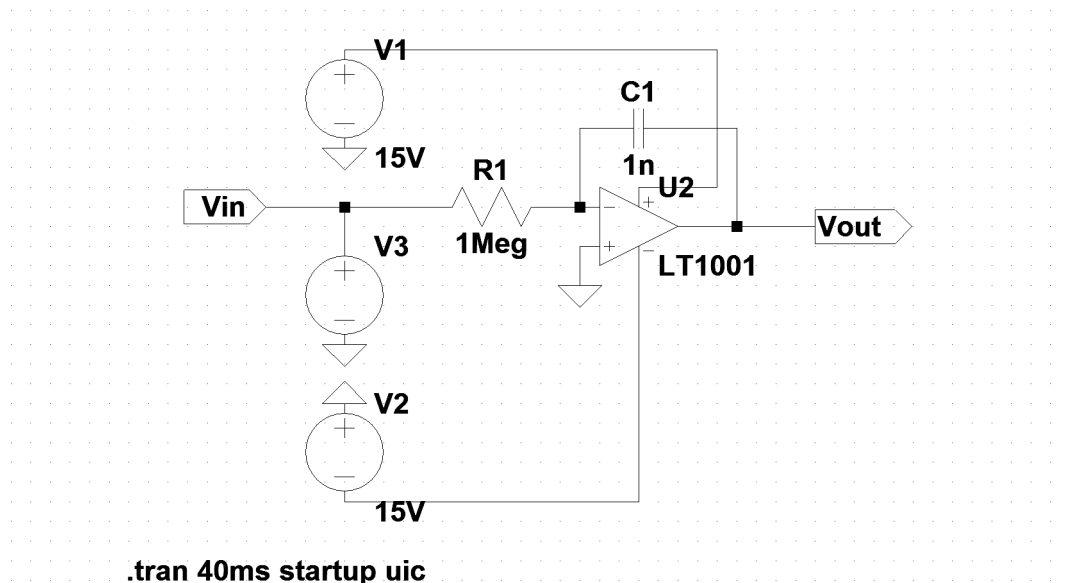 V1
C1
15V
R1
1n
U2
Vin
Vout
V3
1Meg
LT1001
V2
15V
.tran 40ms startup uic